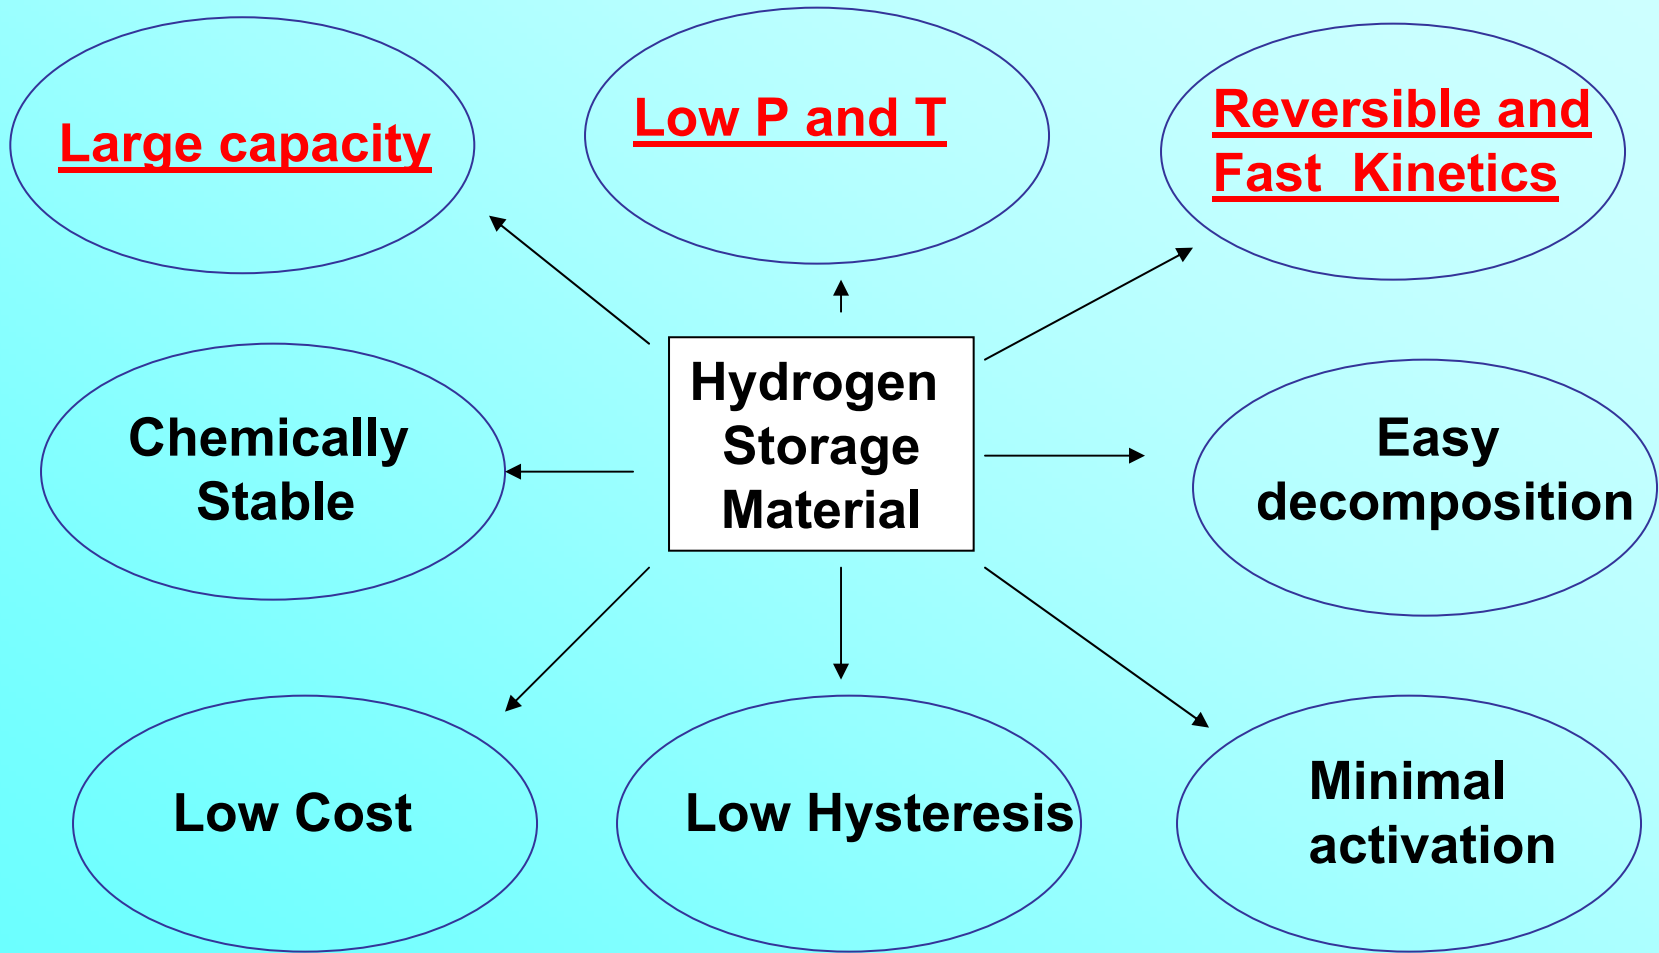 Large capacity
Low P and T
Reversible and
Fast Kinetics
Hydrogen
Storage
Material
Chemically
Stable
Easy
decomposition
Low Cost
Low Hysteresis
Minimal
activation